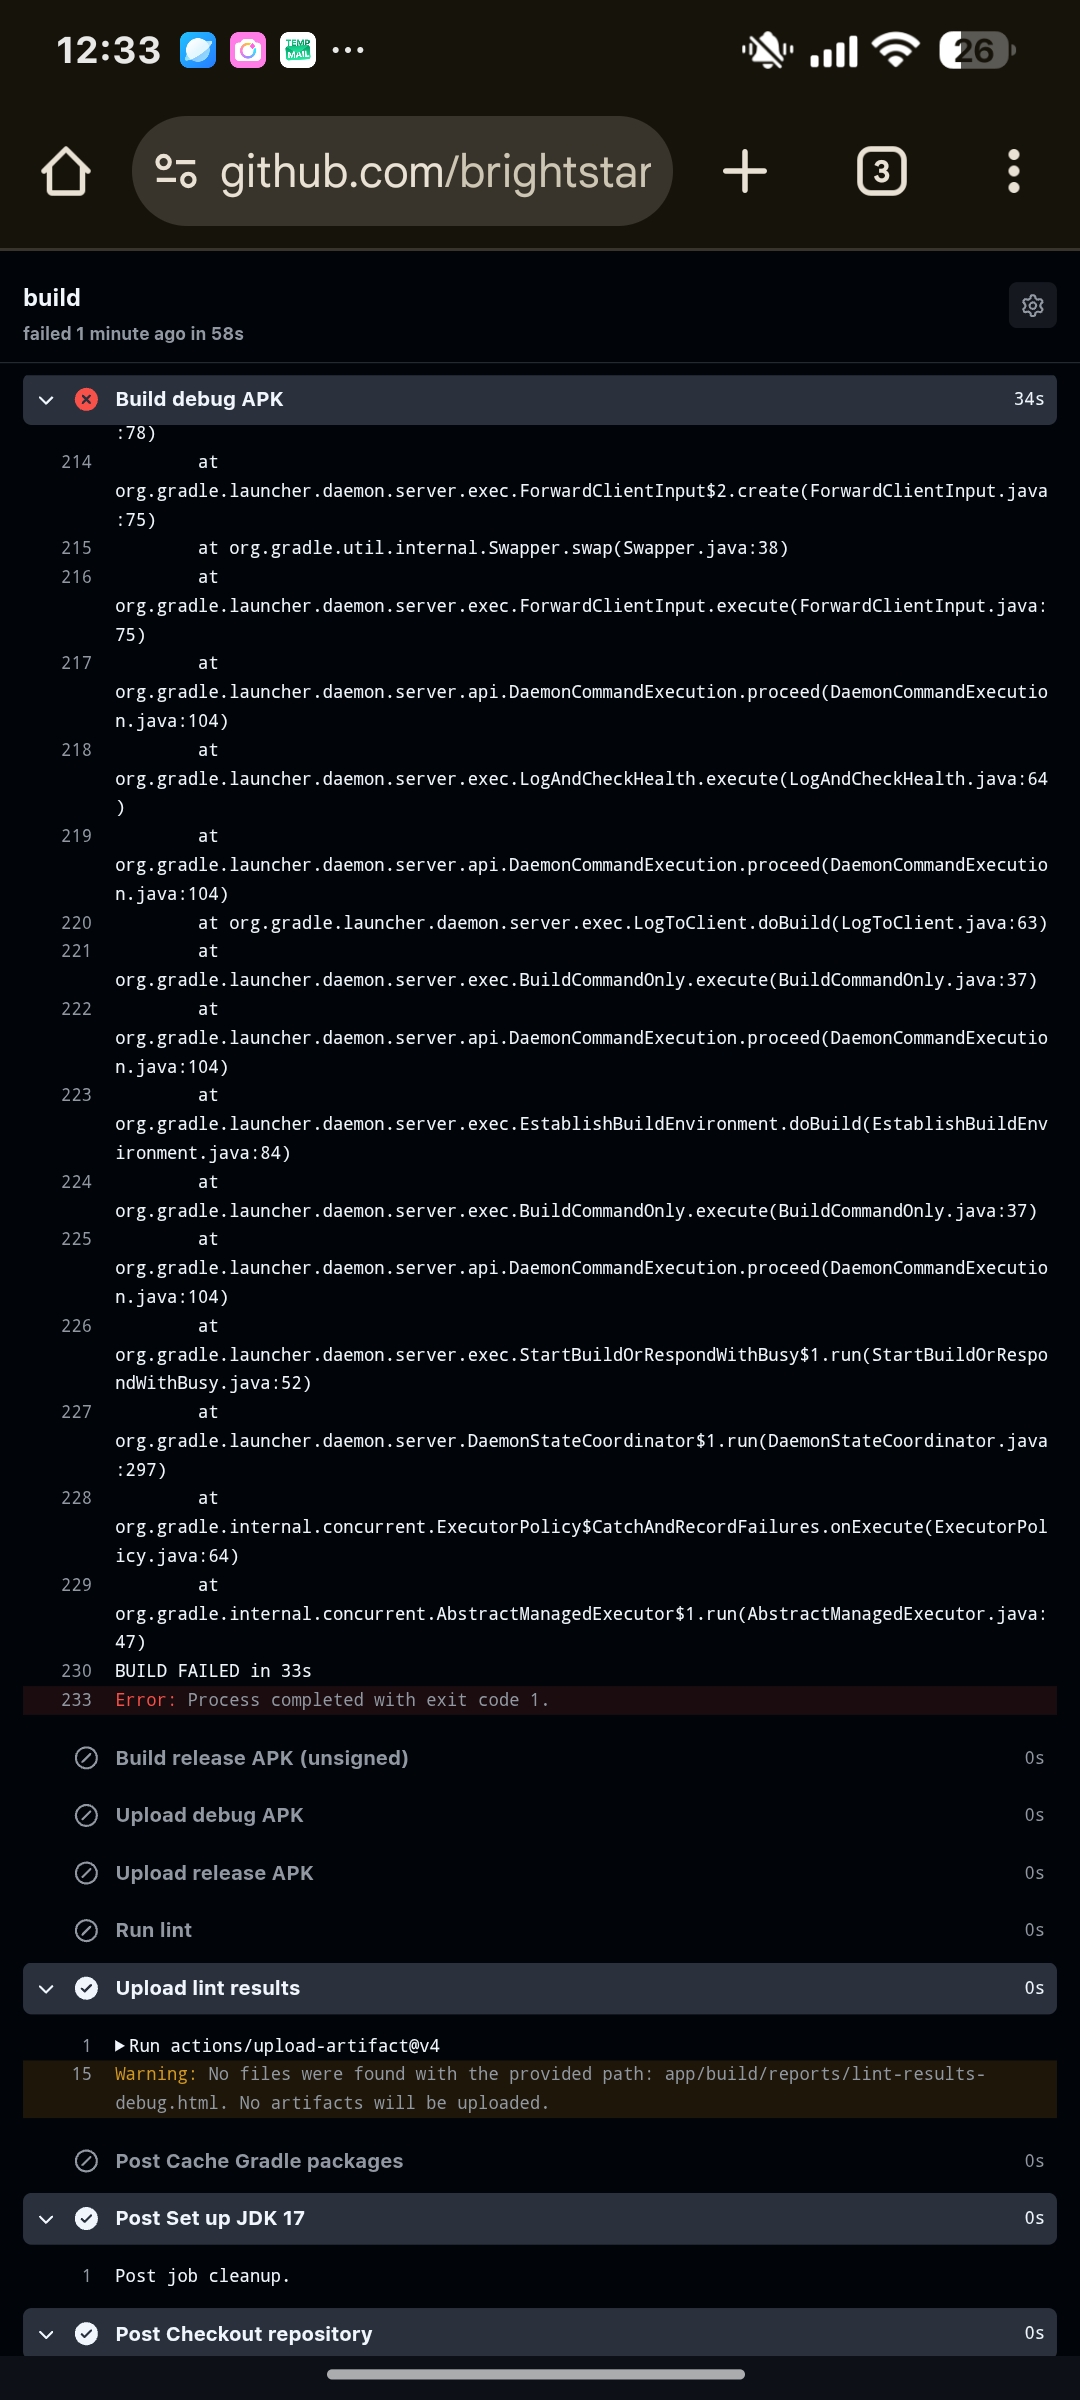 12:33
TEMP MAIL
...
26
github.com/brightstar
3
build
failed 1 minute ago in 58s
Build debug APK 34s
:78)
214 at
org.gradle.launcher.daemon.server.exec.ForwardClientInput$2.create(ForwardClientInput.java
:75)
215 at org.gradle.util.internal.Swapper.swap(Swapper.java:38)
216 at
org.gradle.launcher.daemon.server.exec.ForwardClientInput.execute(ForwardClientInput.java:
75)
217 at
org.gradle.launcher.daemon.server.api.DaemonCommandExecution.proceed(DaemonCommandExecutio
n.java:104)
218 at
org.gradle.launcher.daemon.server.exec.LogAndCheckHealth.execute(LogAndCheckHealth.java:64
)
219 at
org.gradle.launcher.daemon.server.api.DaemonCommandExecution.proceed(DaemonCommandExecutio
n.java:104)
220 at org.gradle.launcher.daemon.server.exec.LogToClient.doBuild(LogToClient.java:63)
221 at
org.gradle.launcher.daemon.server.exec.BuildCommandOnly.execute(BuildCommandOnly.java:37)
222 at
org.gradle.launcher.daemon.server.api.DaemonCommandExecution.proceed(DaemonCommandExecutio
n.java:104)
223 at
org.gradle.launcher.daemon.server.exec.EstablishBuildEnvironment.doBuild(EstablishBuildEnv
ironment.java:84)
224 at
org.gradle.launcher.daemon.server.exec.BuildCommandOnly.execute(BuildCommandOnly.java:37)
225 at
org.gradle.launcher.daemon.server.api.DaemonCommandExecution.proceed(DaemonCommandExecutio
n.java:104)
226 at
org.gradle.launcher.daemon.server.exec.StartBuildOrRespondWithBusy$1.run(StartBuildOrRespo
ndWithBusy.java:52)
227 at
org.gradle.launcher.daemon.server.DaemonStateCoordinator$1.run(DaemonStateCoordinator.java
:297)
228 at
org.gradle.internal.concurrent.ExecutorPolicy$CatchAndRecordFailures.onExecute(ExecutorPol
icy.java:64)
229 at
org.gradle.internal.concurrent.AbstractManagedExecutor$1.run(AbstractManagedExecutor.java:
47)
230 BUILD FAILED in 33s
233 Error: Process completed with exit code 1.
Build release APK (unsigned) 0s
Upload debug APK 0s
Upload release APK 0s
Run lint 0s
Upload lint results 0s
1 Run actions/upload-artifact@v4
15 Warning: No files were found with the provided path: app/build/reports/lint-results-
debug.html. No artifacts will be uploaded.
Post Cache Gradle packages 0s
Post Set up JDK 17 0s
1 Post job cleanup.
Post Checkout repository 0s